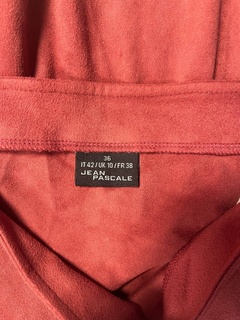 36
IT 42 / UK 10 / FR 38
JEAN
PASCALE